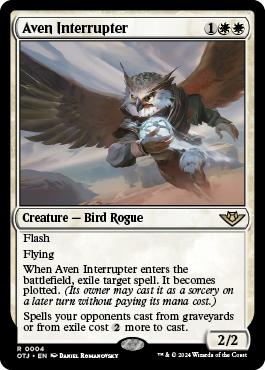 Aven Interrupter 1
Creature — Bird Rogue
Flash
Flying
When Aven Interrupter enters the
battlefield, exile target spell. It becomes
plotted. (Its owner may cast it as a sorcery on
a later turn without paying its mana cost.)
Spells your opponents cast from graveyards
or from exile cost 2 more to cast.
2/2
R 0004
OTJ • EN Daniel Romanovsky
™ & © 2024 Wizards of the Coast